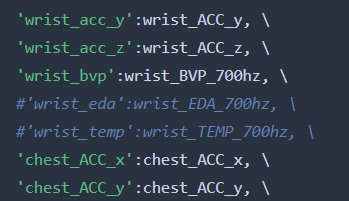 'wrist_acc_y':wrist_ACC_y, \
'wrist_acc_z':wrist_ACC_z, \
'wrist_bvp':wrist_BVP_700hz, \
#'wrist_eda':wrist_EDA_700hz, \
#'wrist_temp':wrist_TEMP_700hz, \
'chest_ACC_x':chest_ACC_x, \
'chest_ACC_y':chest_ACC_y, \